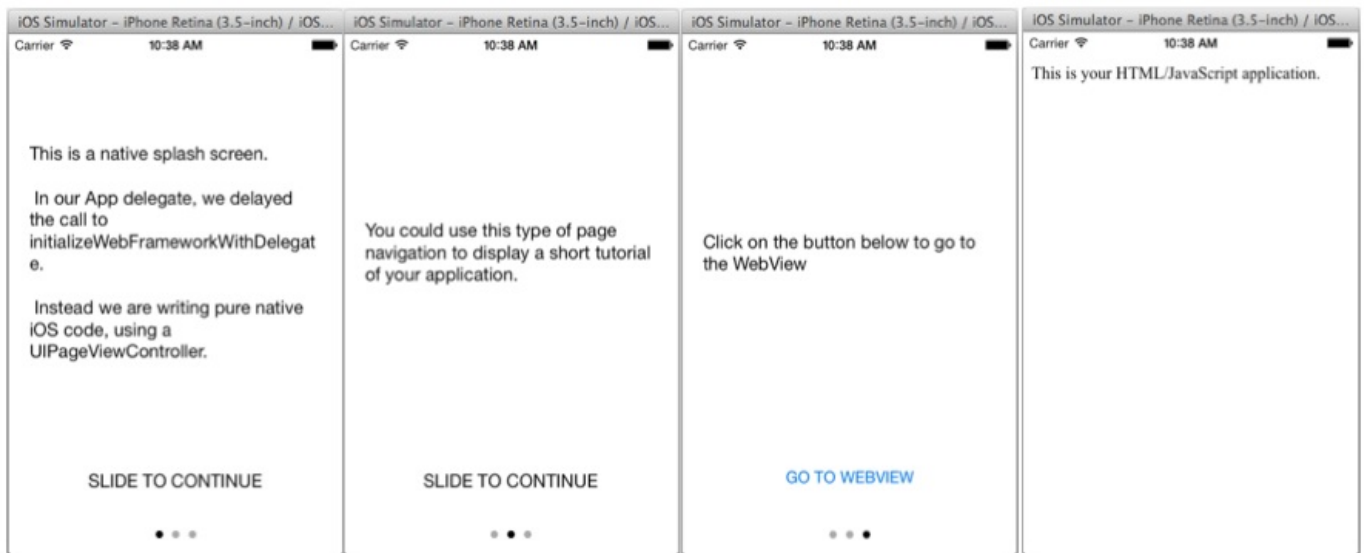 iOS Simulator – iPhone Retina (3.5-inch) / iOS...
Carrier 10:38 AM
This is a native splash screen.
In our App delegate, we delayed
the call to
initializeWebFrameworkWithDelegat
e.
Instead we are writing pure native
iOS code, using a
UIPageViewController.
SLIDE TO CONTINUE
iOS Simulator – iPhone Retina (3.5-inch) / iOS...
Carrier 10:38 AM
You could use this type of page
navigation to display a short tutorial
of your application.
SLIDE TO CONTINUE
iOS Simulator – iPhone Retina (3.5-inch) / iOS...
Carrier 10:38 AM
Click on the button below to go to
the WebView
GO TO WEBVIEW
iOS Simulator – iPhone Retina (3.5-inch) / iOS...
Carrier 10:38 AM
This is your HTML/JavaScript application.